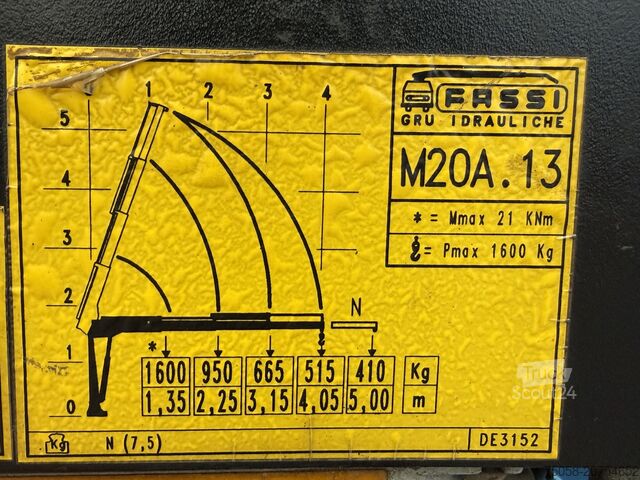 1 2 3 4
5
4
3
2
1
0
FASSI
GRU IDRAULICHE
M20A.13
* = Mmax 21 KNm
= Pmax 1600 Kg
N
*
1600 950 665 515 410 Kg
1,35 2,25 3,15 4,05 5,00 m
Kg N (7,5) DE3152
Truck
Scout24